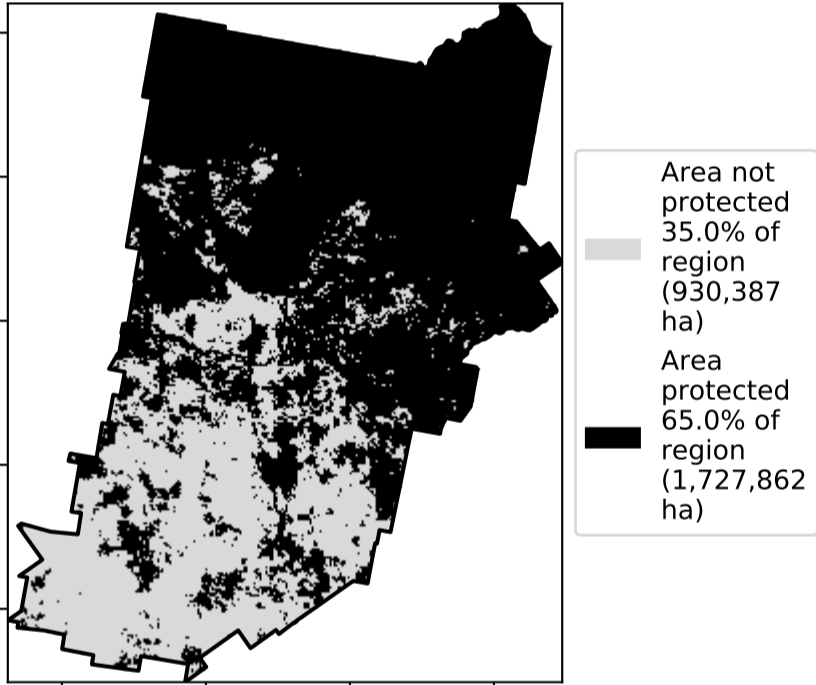 Area not
protected
35.0% of
region
(930,387
ha)
Area
protected
65.0% of
region
(1,727,862
ha)